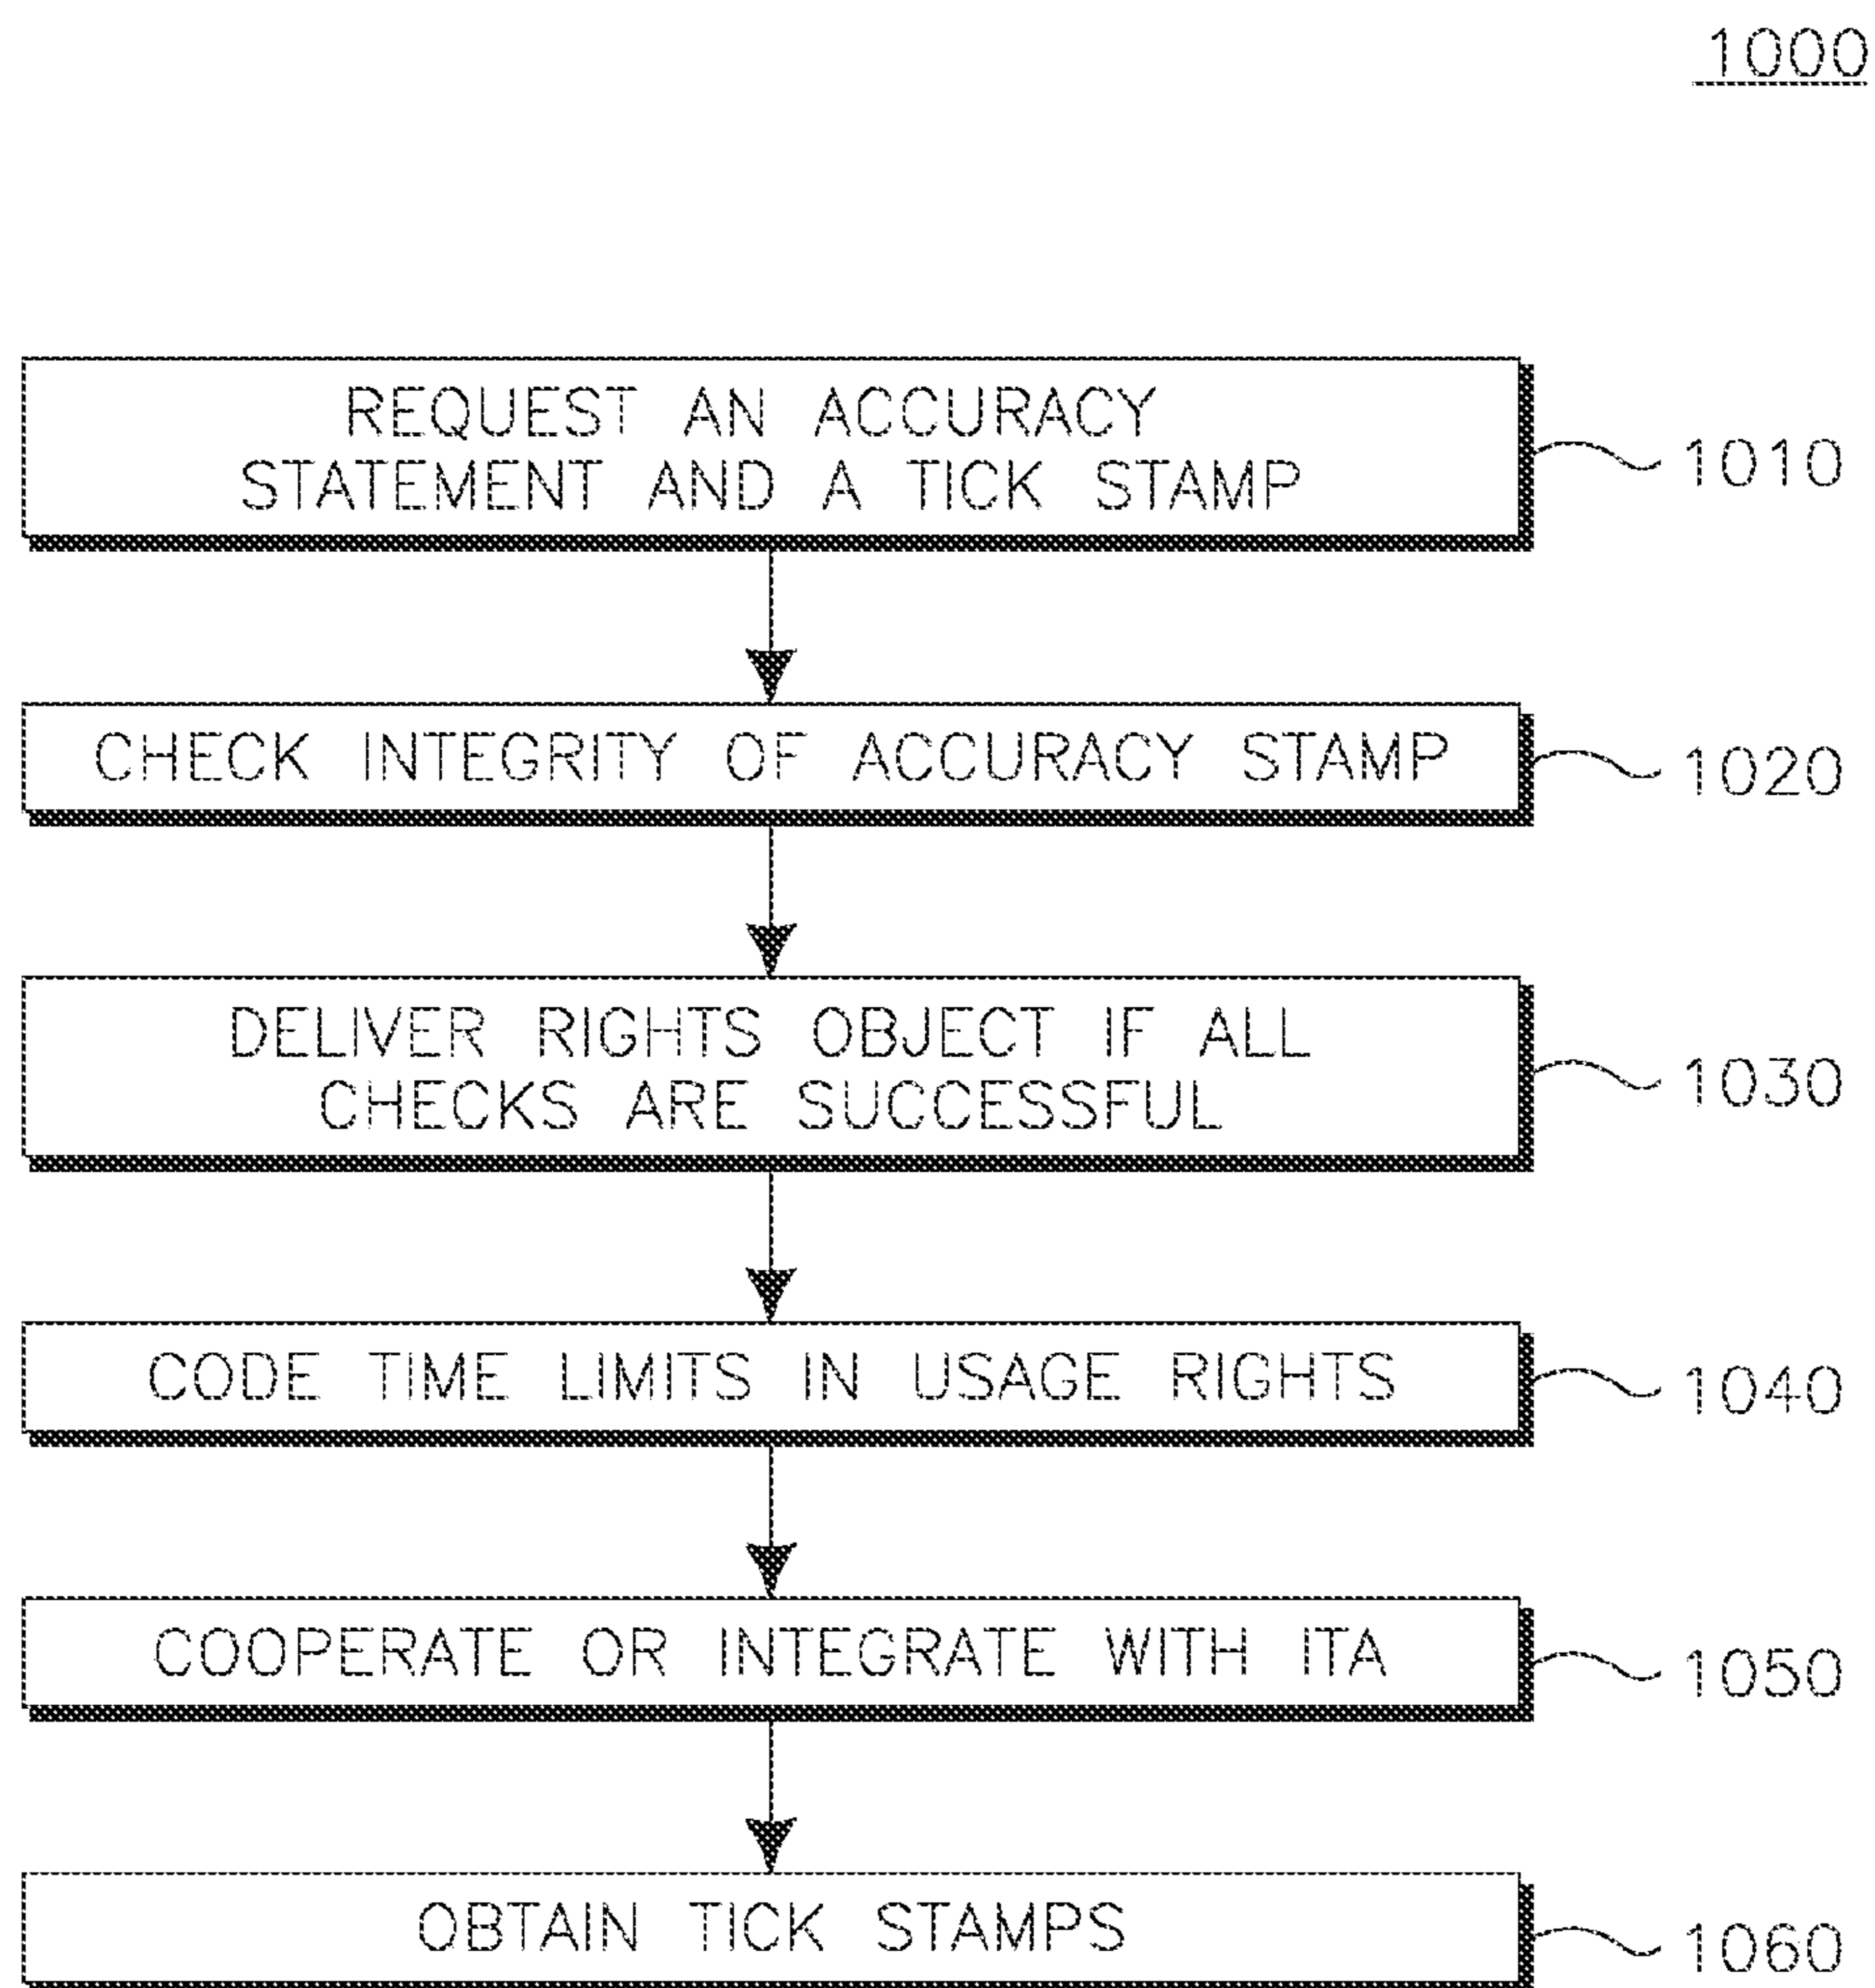 1000
REQUEST AN ACCURACY
STATEMENT AND A TICK STAMP
1010
CHECK INTEGRITY OF ACCURACY STAMP
1020
DELIVER RIGHTS OBJECT IF ALL
CHECKS ARE SUCCESSFUL
1030
CODE TIME LIMITS IN USAGE RIGHTS
1040
COOPERATE OR INTEGRATE WITH ITA
1050
OBTAIN TICK STAMPS
1060